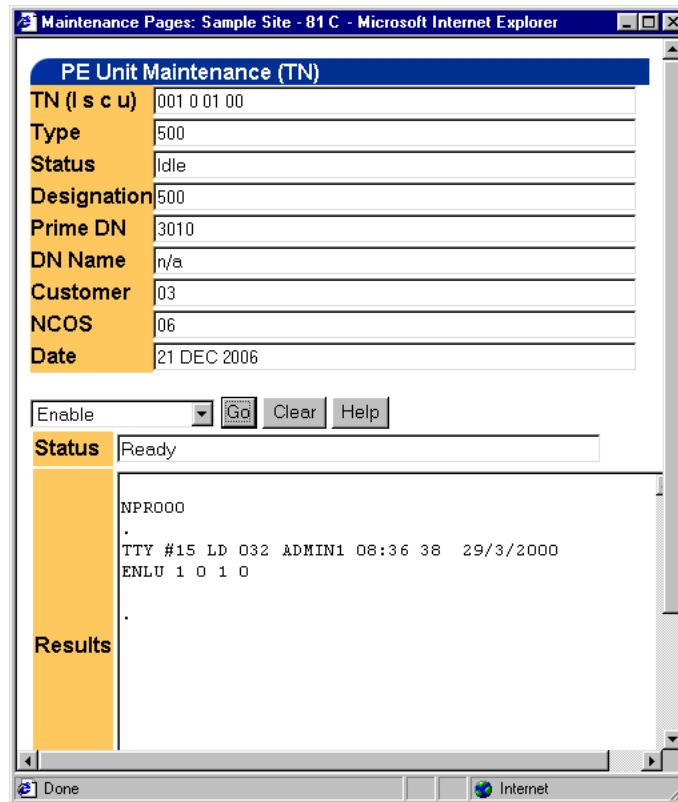 Maintenance Pages: Sample Site - 81 C - Microsoft Internet Explorer
PE Unit Maintenance (TN)
TN (l s c u) 001 0 01 00
Type 500
Status Idle
Designation 500
Prime DN 3010
DN Name n/a
Customer 03
NCOS 06
Date 21 DEC 2006
Enable Go Clear Help
Status Ready
Results
NPR000
.
TTY #15 LD 032 ADMIN1 08:36 38 29/3/2000
ENLU 1 0 1 0
.
Done Internet